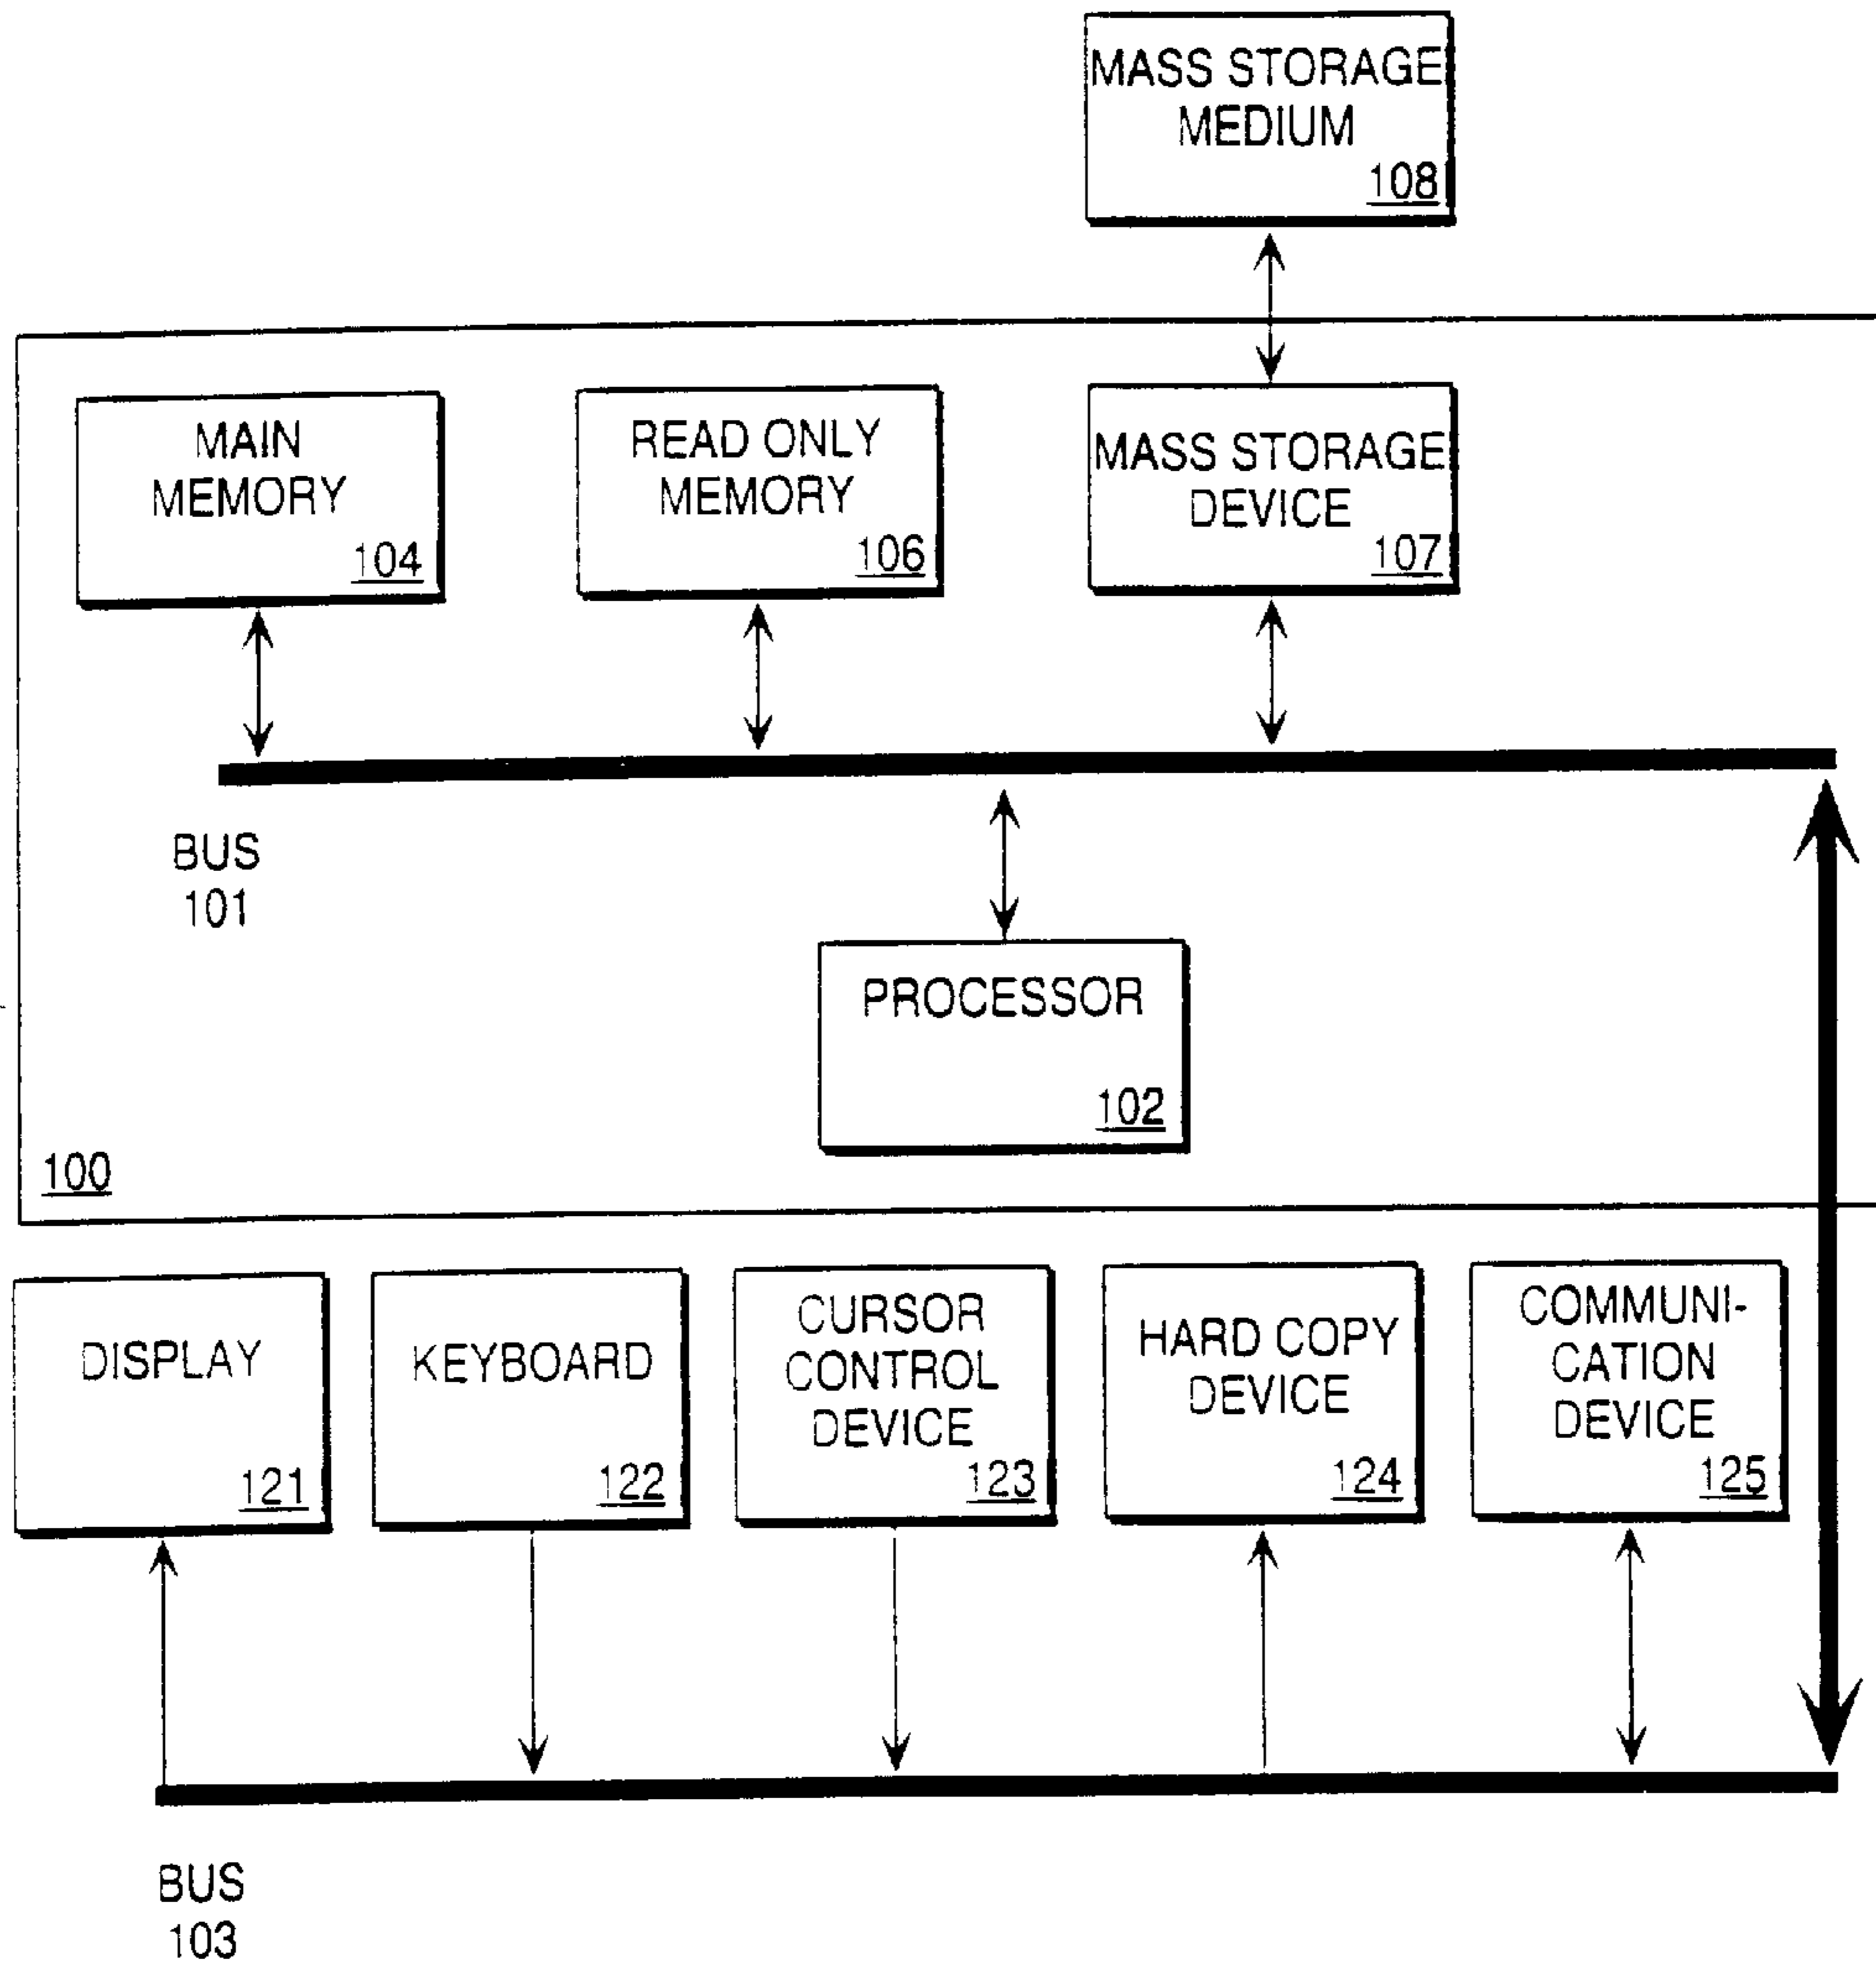 MASS STORAGE
MEDIUM
108
MAIN
MEMORY
104
READ ONLY
MEMORY
106
MASS STORAGE
DEVICE
107
BUS
101
PROCESSOR
102
100
DISPLAY
121
KEYBOARD
122
CURSOR
CONTROL
DEVICE
123
HARD COPY
DEVICE
124
COMMUNI-
CATION
DEVICE
125
BUS
103